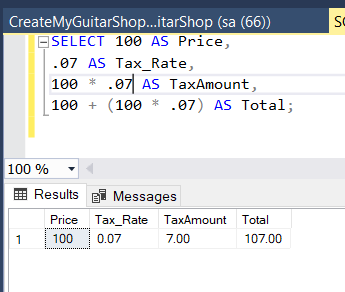 CreateMyGuitarShop...itarShop (sa (66))
SELECT 100 AS Price,
.07 AS Tax_Rate,
100 * .07 AS TaxAmount,
100 + (100 * .07) AS Total;
100 %
Results Messages
Price Tax_Rate TaxAmount Total
1 100 0.07 7.00 107.00